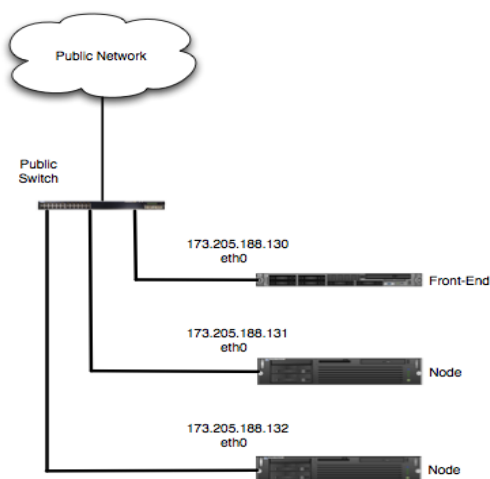 Public Network
Public
Switch
173.205.188.130
eth0
Front-End
173.205.188.131
eth0
Node
173.205.188.132
eth0
Node